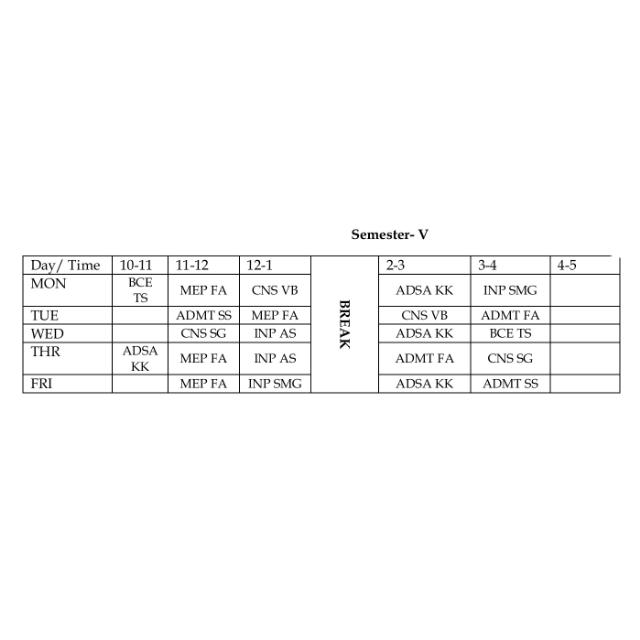 Semester- V
Day/ Time 10-11 11-12 12-1 BREAK 2-3 3-4 4-5
MON BCE TS MEP FA CNS VB ADSA KK INP SMG
TUE ADMT SS MEP FA CNS VB ADMT FA
WED CNS SG INP AS ADSA KK BCE TS
THR ADSA KK MEP FA INP AS ADMT FA CNS SG
FRI MEP FA INP SMG ADSA KK ADMT SS